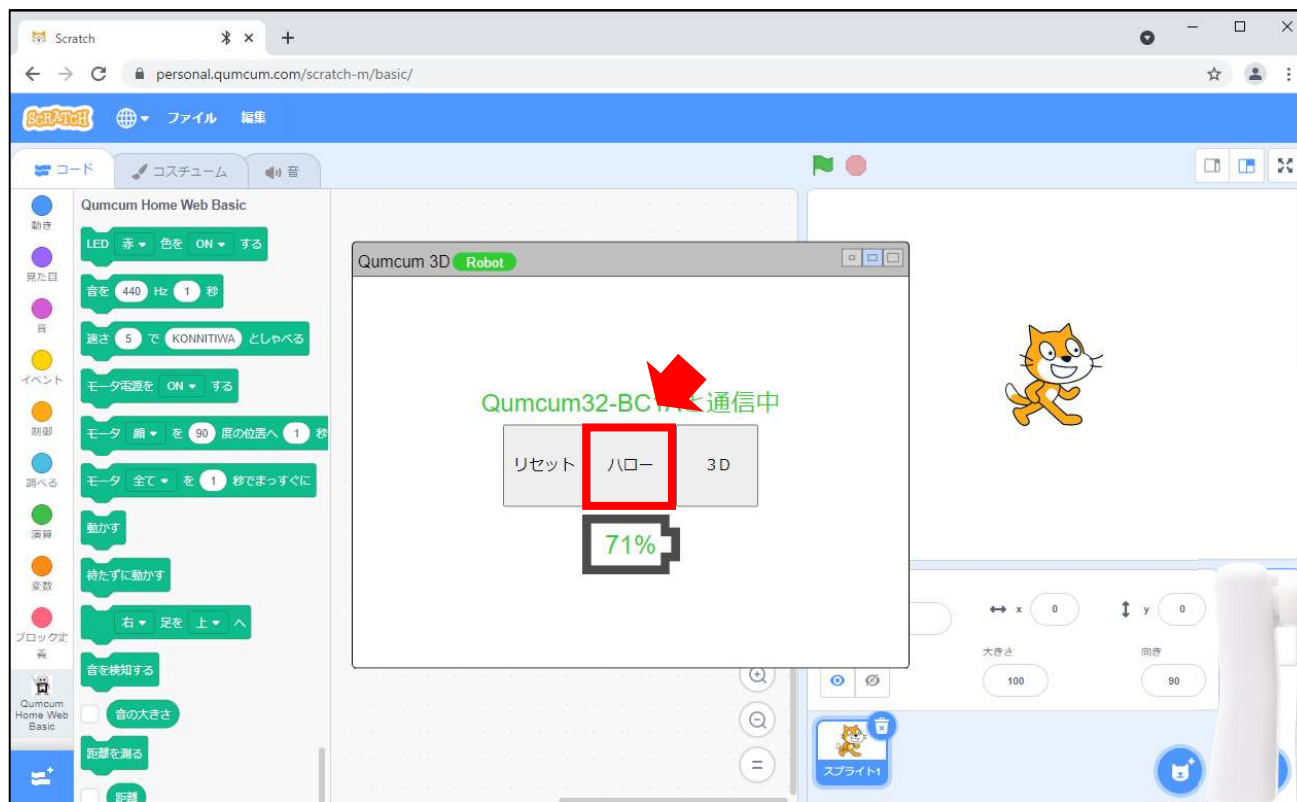 Scratch
personal.qumcum.com/scratch-m/basic/
SCRATCH ファイル 編集
コード コスチューム 音
Qumcum Home Web Basic
動き
見た目
音
イベント
制御
調べる
演算
変数
ブロック定
義
Qumcum
Home Web
Basic
LED 赤 色を ON する
音を 440 Hz 1 秒
速さ 5 で KONNITIWA としゃべる
モータ電源を ON する
モータ 顔 を 90 度の位置へ 1 秒
モータ 全て を 1 秒でまっすぐに
動かす
待たずに動かす
右 足を 上 へ
音を検知する
音の大きさ
距離を測る
距離
Qumcum 3D Robot
Qumcum32-BC1Aと通信中
リセット ハロー 3D
71%
x 0 y 0
大きさ 向き
100 90
スプライト1